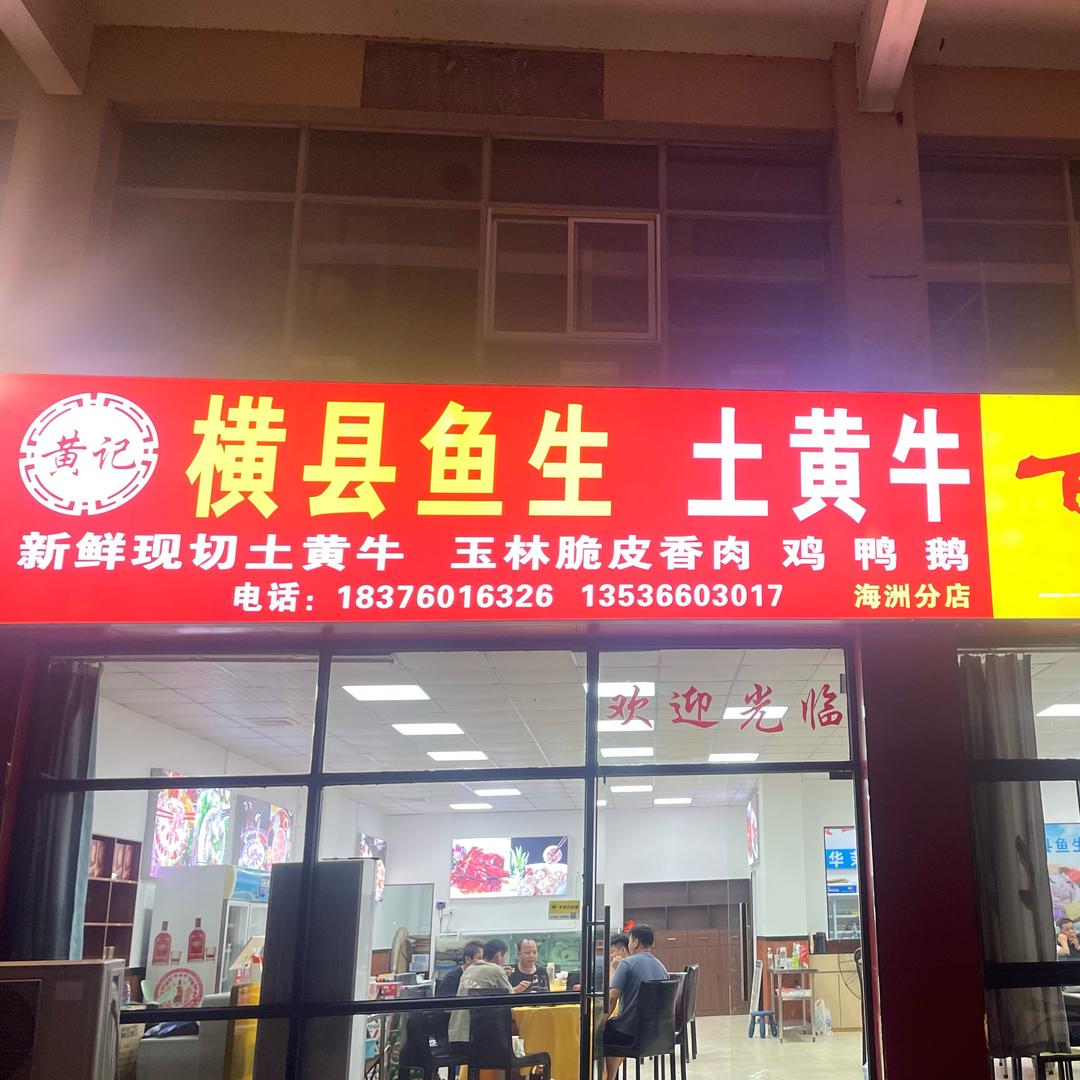 黄记
横县鱼生 土黄牛
新鲜现切土黄牛 玉林脆皮香肉 鸡 鸭 鹅
电话：18376016326 13536603017 海洲分店
欢迎光临